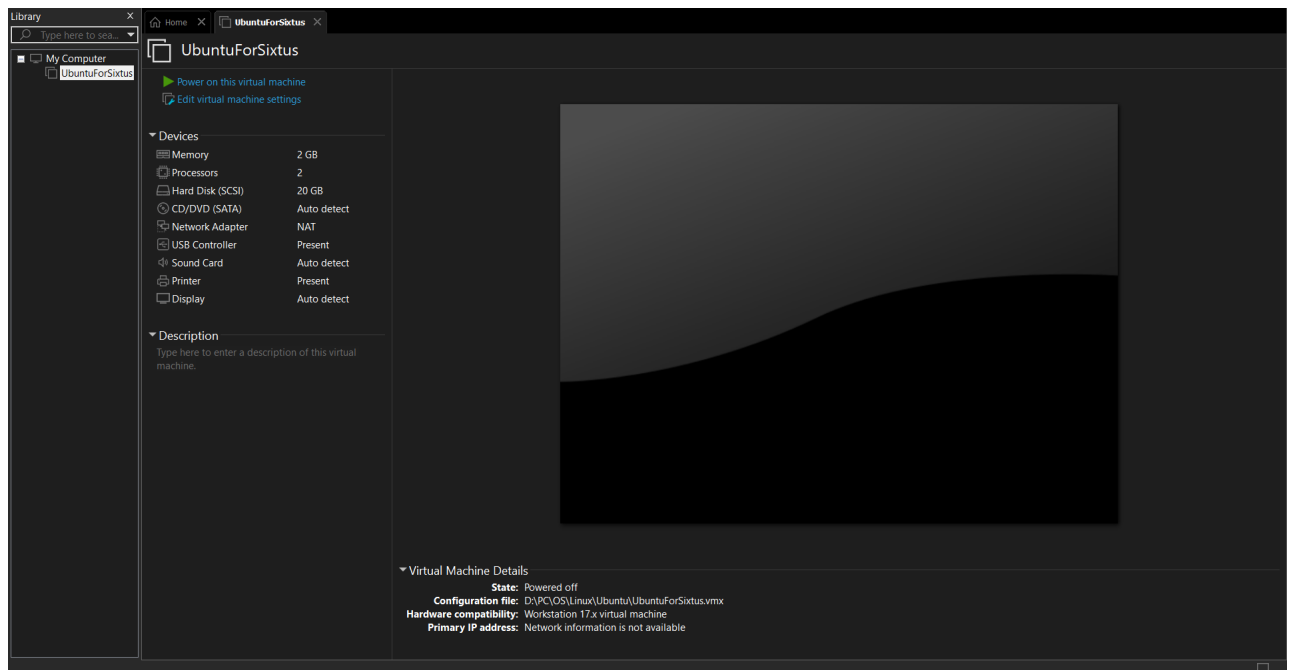 Library X
Home X
UbuntuForSixtus X
Type here to sea...
My Computer
UbuntuForSixtus
UbuntuForSixtus
Power on this virtual machine
Edit virtual machine settings
Devices
Memory 2 GB
Processors 2
Hard Disk (SCSI) 20 GB
CD/DVD (SATA) Auto detect
Network Adapter NAT
USB Controller Present
Sound Card Auto detect
Printer Present
Display Auto detect
Description
Type here to enter a description of this virtual
machine.
Virtual Machine Details
State: Powered off
Configuration file: D:\PC\OS\Linux\Ubuntu\UbuntuForSixtus.vmx
Hardware compatibility: Workstation 17.x virtual machine
Primary IP address: Network information is not available